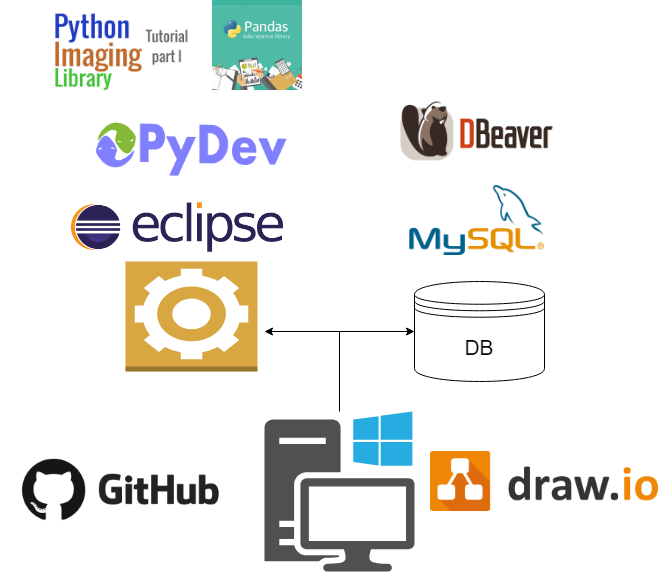 Python
Imaging
Library
Tutorial
part I
Pandas
data science library
PyDev
DBeaver
eclipse
MySQL®
DB
GitHub
draw.io